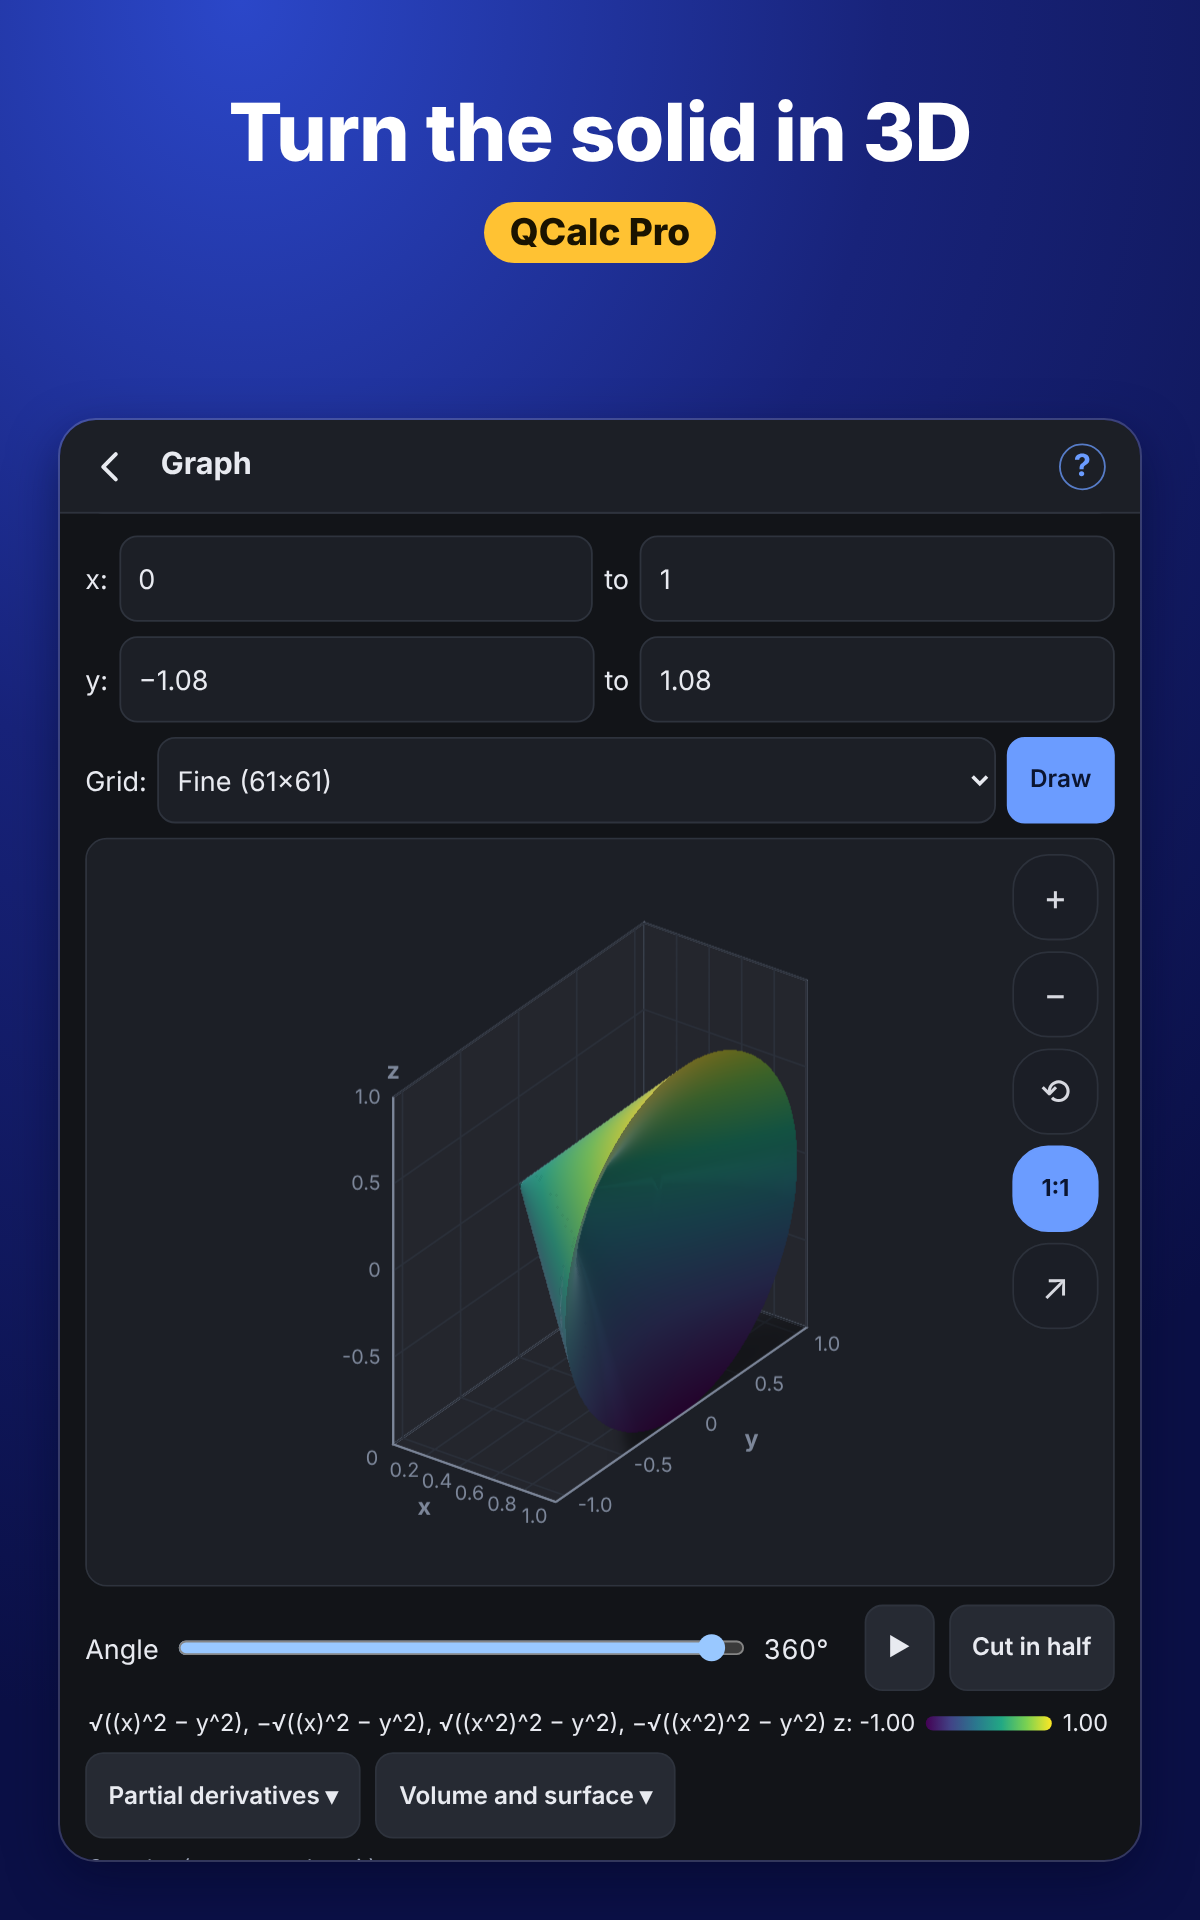 Turn the solid in 3D
QCalc Pro
Graph
?
x: 0 to 1
y: −1.08 to 1.08
Grid: Fine (61×61) Draw
+
−
⟲
1:1
↗
z
1.0
0.5
0
-0.5
0 0.2 0.4 0.6 0.8 1.0
x
-1.0 -0.5 0 0.5 1.0
y
Angle 360° ▶ Cut in half
√((x)^2 − y^2), −√((x)^2 − y^2), √((x^2)^2 − y^2), −√((x^2)^2 − y^2) z: -1.00 1.00
Partial derivatives ▾ Volume and surface ▾